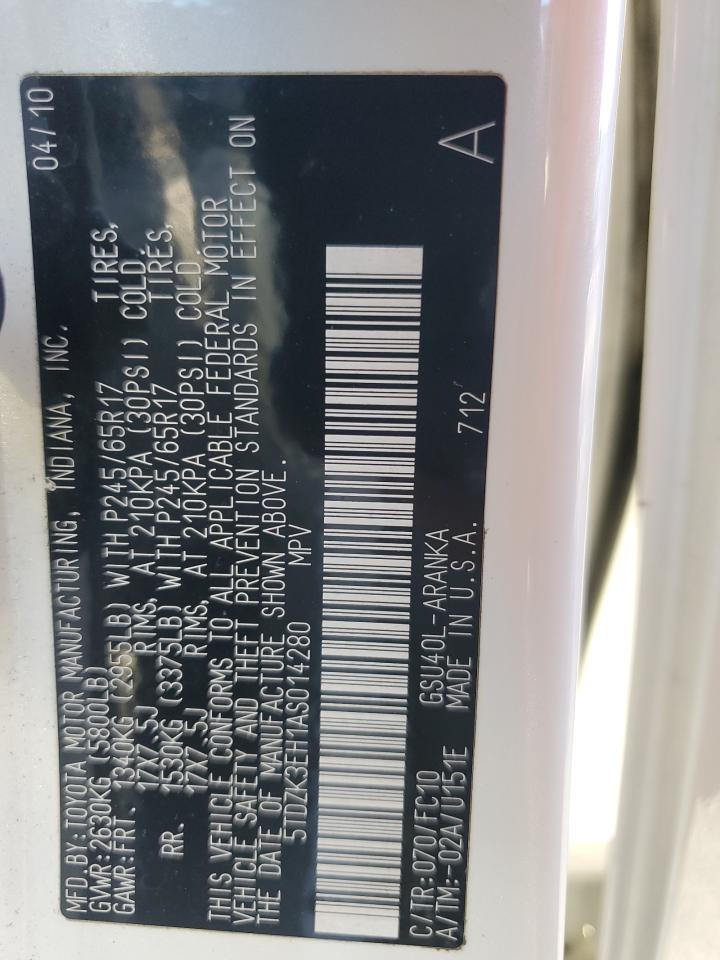 MFD.BY:TOYOTA MOTOR MANUFACTURING, INDIANA, INC. 04/10
GVWR:2630KG (5800LB)
GAWR:FRT. 1340KG (2955LB) WITH P245/65R17 TIRES,
17X7.5J RIMS, AT 210KPA (30PSI) COLD
RR. 1530KG (3375LB) WITH P245/65R17 TIRES,
17X7.5J RIMS, AT 210KPA (30PSI) COLD.
THIS VEHICLE CONFORMS TO ALL APPLICABLE FEDERAL MOTOR
VEHICLE SAFETY AND THEFT PREVENTION STANDARDS IN EFFECT ON
THE DATE OF MANUFACTURE SHOWN ABOVE.
5TDZK3EH1AS014280 MPV
C/TR:070/FC10 GSU40L-ARANKA 712 A
A/TM:-02A/U151E MADE IN U.S.A.